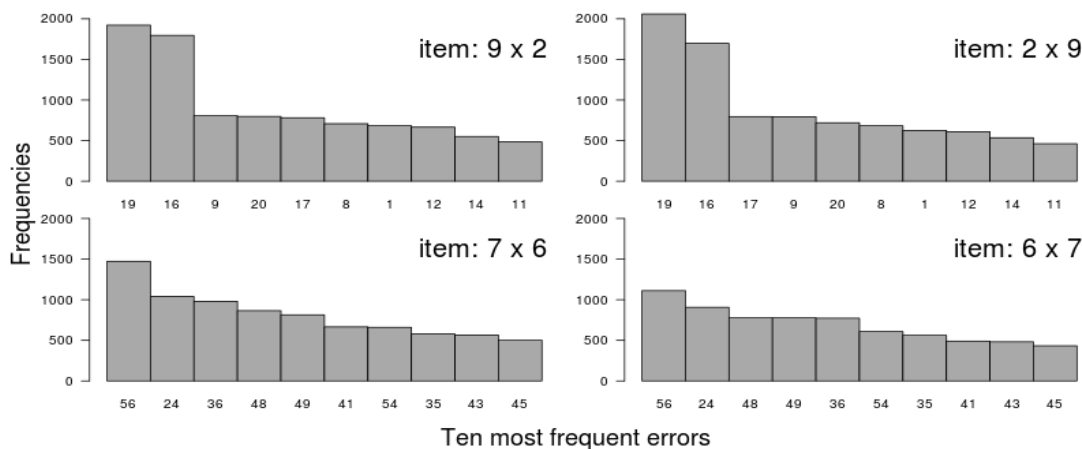 item: 9 x 2
2000
1500
1000
500
0
19 16 9 20 17 8 1 12 14 11
item: 2 x 9
2000
1500
1000
500
0
19 16 17 9 20 8 1 12 14 11
Frequencies
item: 7 x 6
2000
1500
1000
500
0
56 24 36 48 49 41 54 35 43 45
item: 6 x 7
2000
1500
1000
500
0
56 24 48 49 36 54 35 41 43 45
Ten most frequent errors